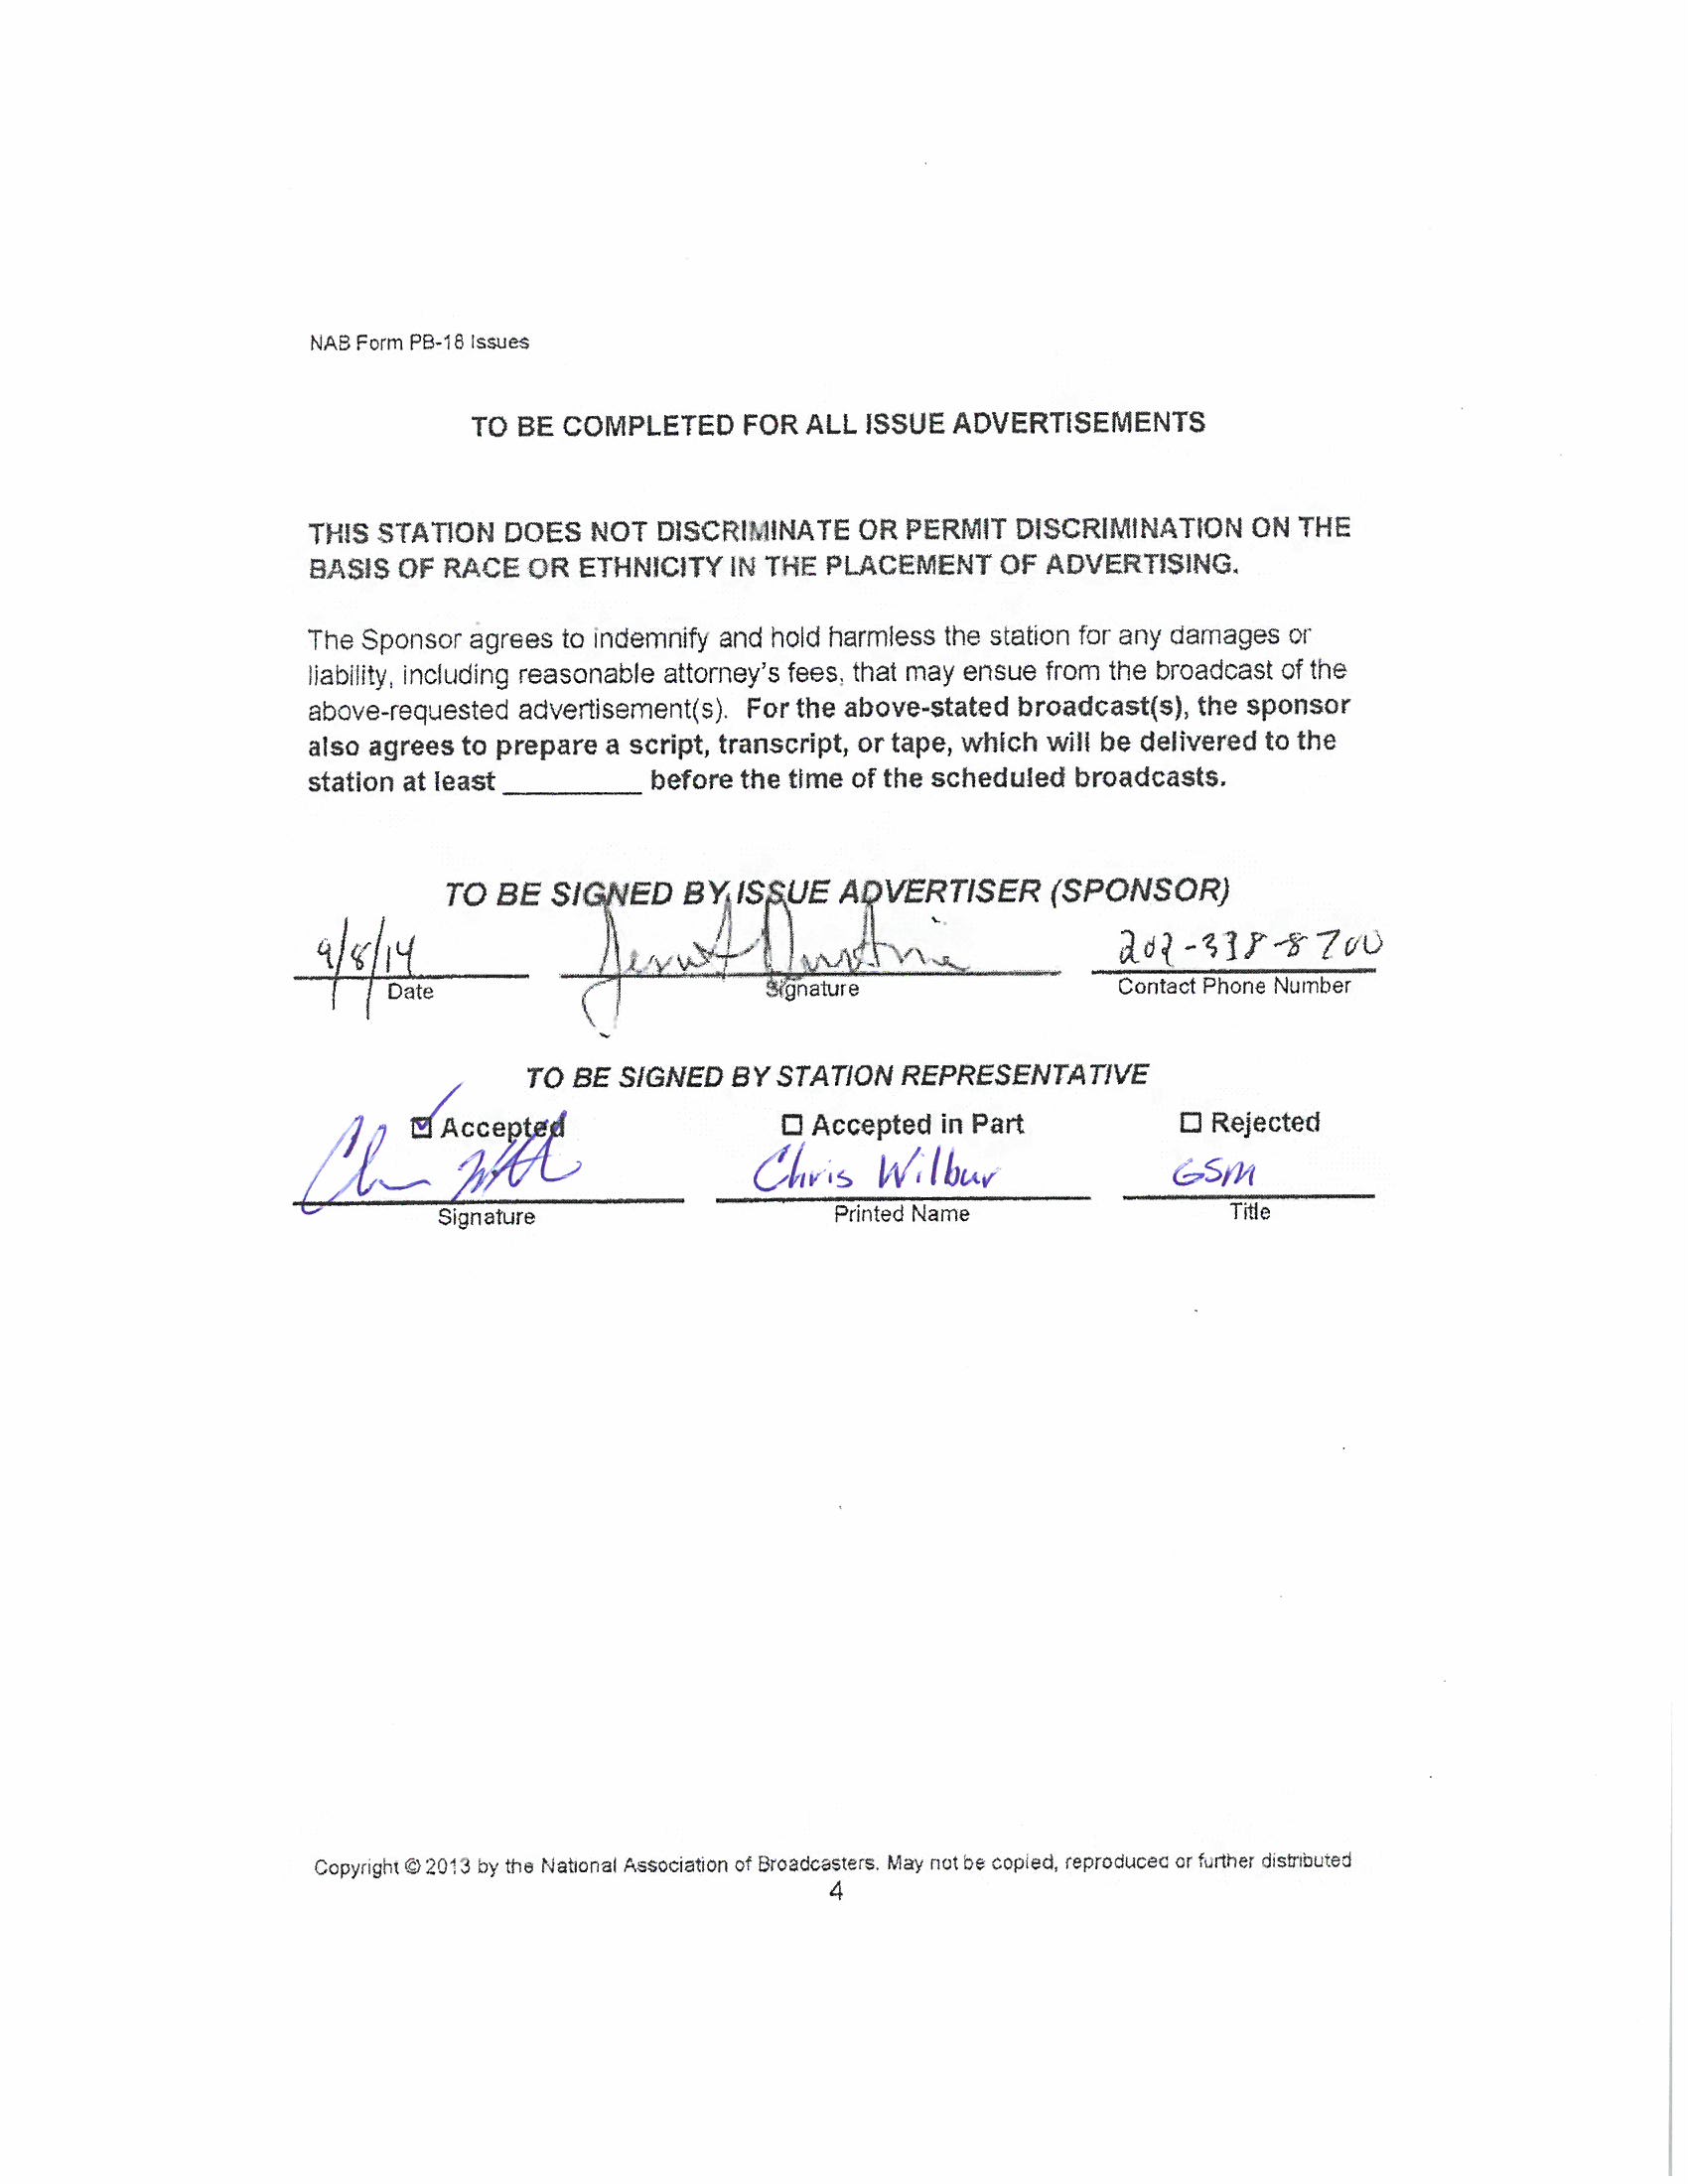 NAB Form PB-18 Issues
TO BE COMPLETED FOR ALL ISSUE ADVERTISEMENTS
THIS STATION DOES NOT DISCRIMINATE OR PERMIT DISCRIMINATION ON THE
BASIS OF RACE OR ETHNICITY IN THE PLACEMENT OF ADVERTISING.
The Sponsor agrees to indemnify and hold harmless the station for any damages or
liability, including reasonable attorney's fees, that may ensue from the broadcast of the
above-requested advertisement(s). For the above-stated broadcast(s), the sponsor
also agrees to prepare a script, transcript, or tape, which will be delivered to the
station at least _________ before the time of the scheduled broadcasts.
TO BE SIGNED BY ISSUE ADVERTISER (SPONSOR)
9/8/14 202-338-8700
Date Signature Contact Phone Number
TO BE SIGNED BY STATION REPRESENTATIVE
☑ Accepted ☐ Accepted in Part ☐ Rejected
Chris Wilbur GSM
Signature Printed Name Title
Copyright © 2013 by the National Association of Broadcasters. May not be copied, reproduced or further distributed
4